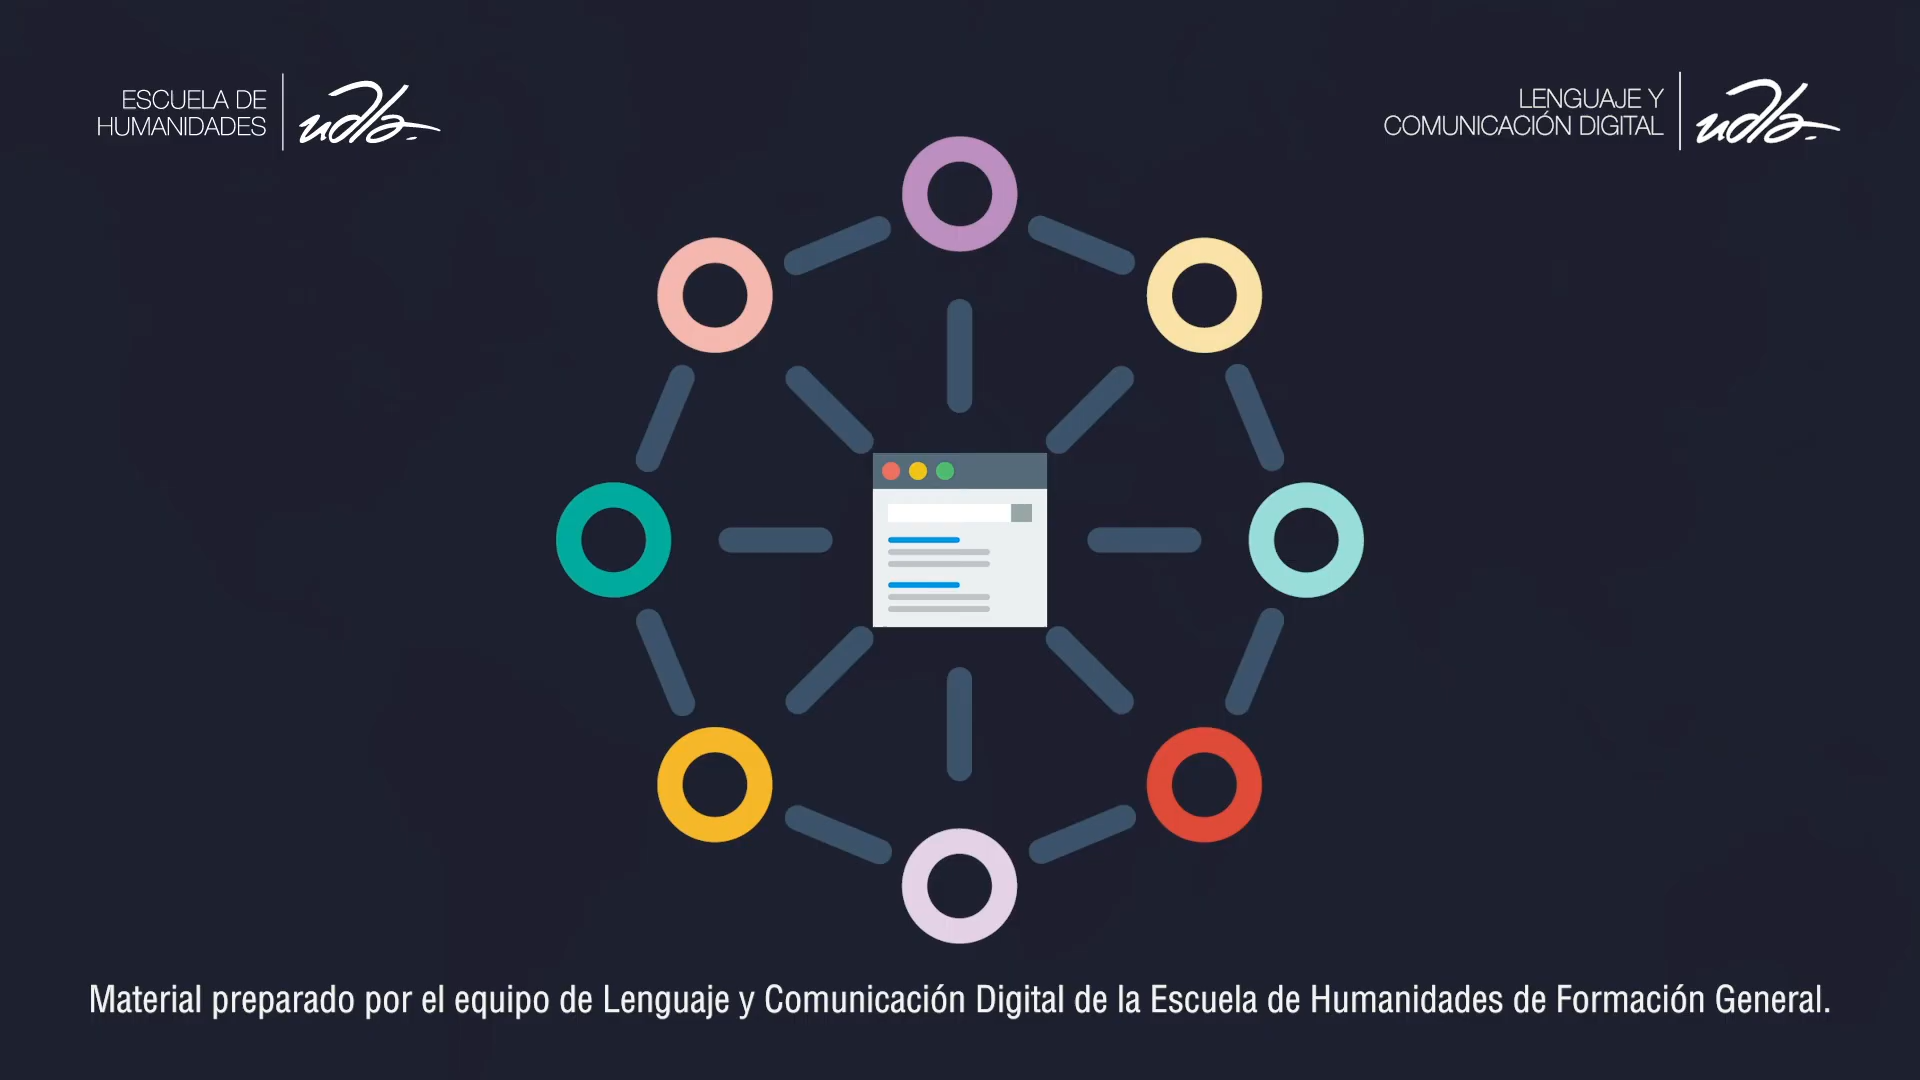 ESCUELA DE
HUMANIDADES
udla
LENGUAJE Y
COMUNICACIÓN DIGITAL
udla
Material preparado por el equipo de Lenguaje y Comunicación Digital de la Escuela de Humanidades de Formación General.